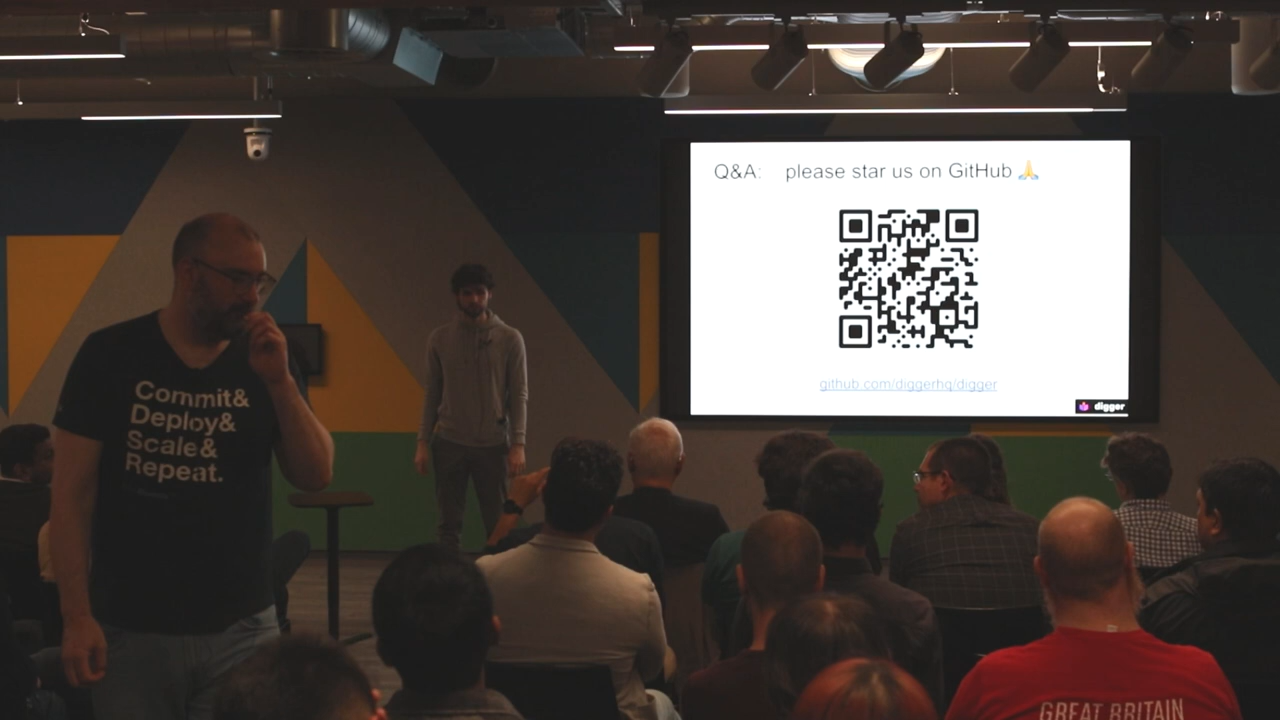 Q&A: please star us on GitHub 🙏
github.com/diggerhq/digger
digger
Commit&
Deploy&
Scale&
Repeat.
GREAT BRITAIN